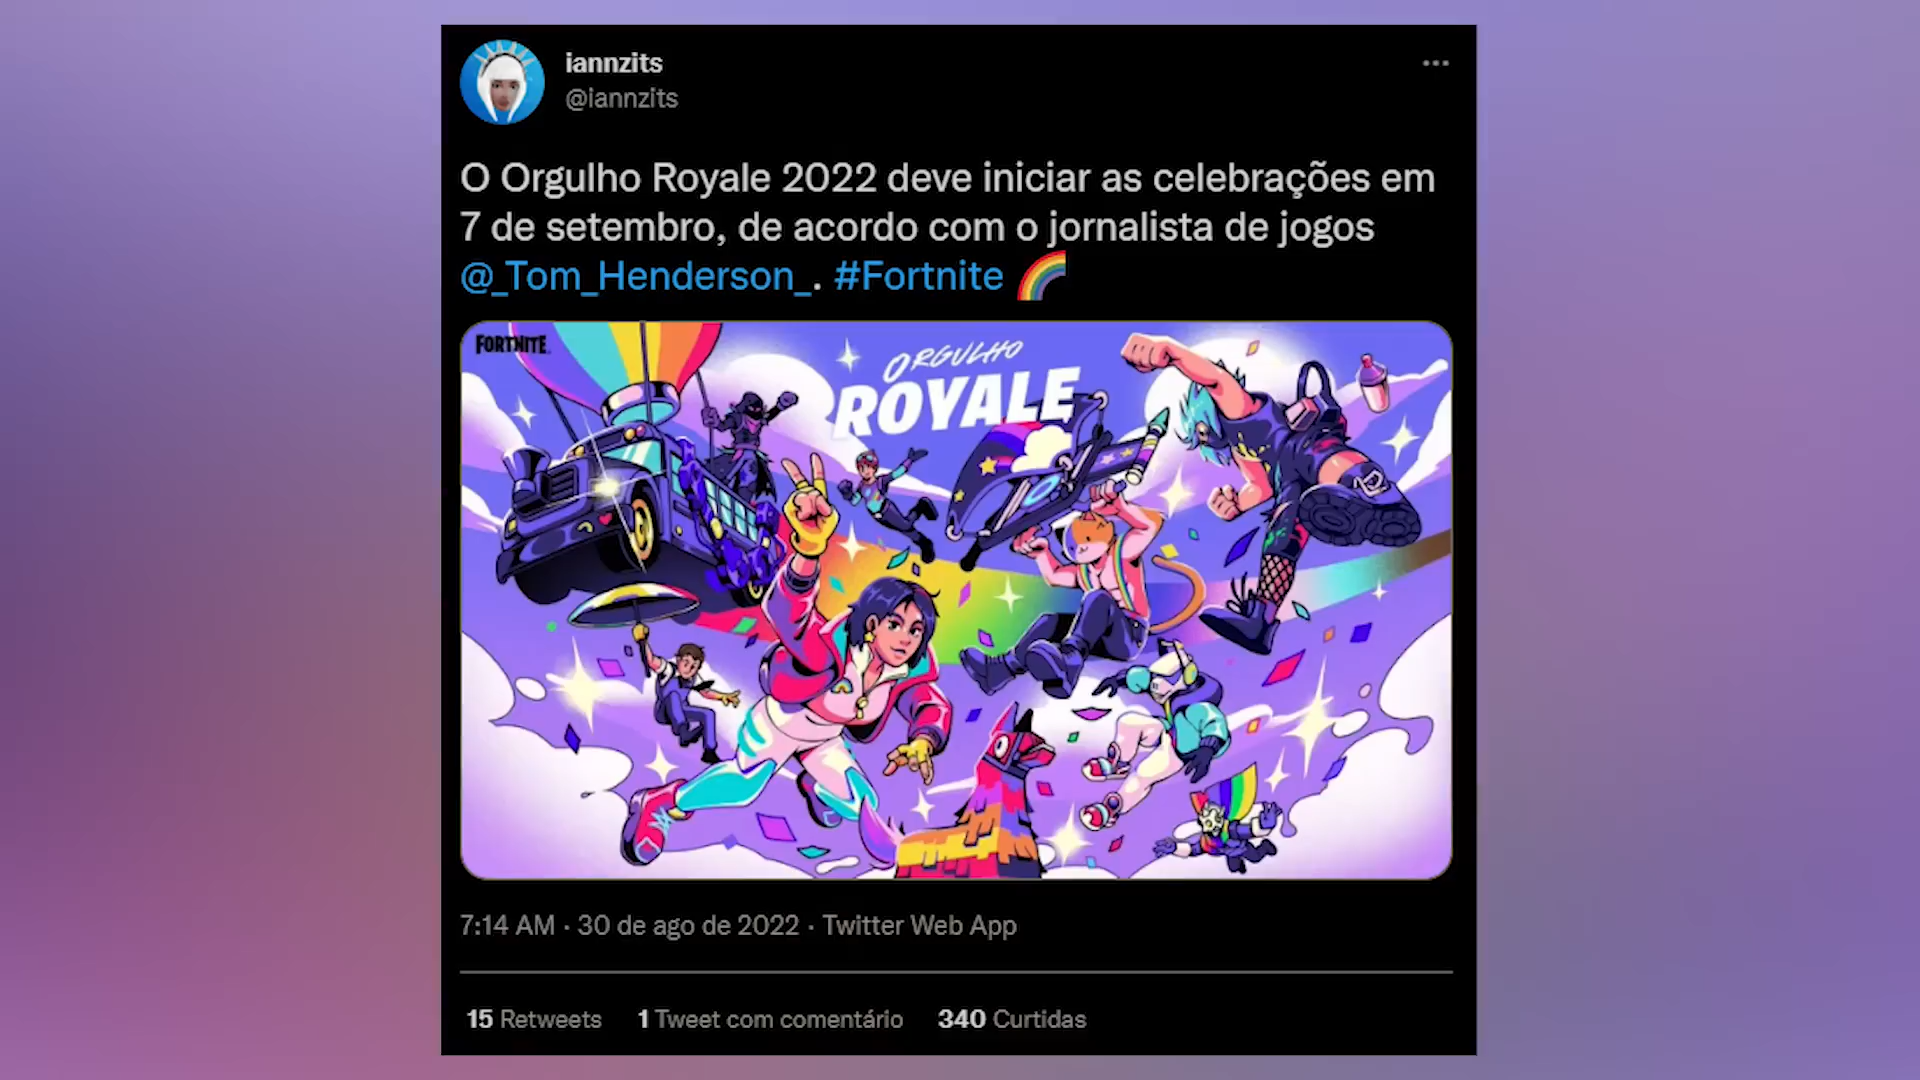 iannzits
@iannzits
O Orgulho Royale 2022 deve iniciar as celebrações em
7 de setembro, de acordo com o jornalista de jogos
@_Tom_Henderson_. #Fortnite 🌈
FORTNITE
ORGULHO
ROYALE
7:14 AM · 30 de ago de 2022 · Twitter Web App
15 Retweets 1 Tweet com comentário 340 Curtidas